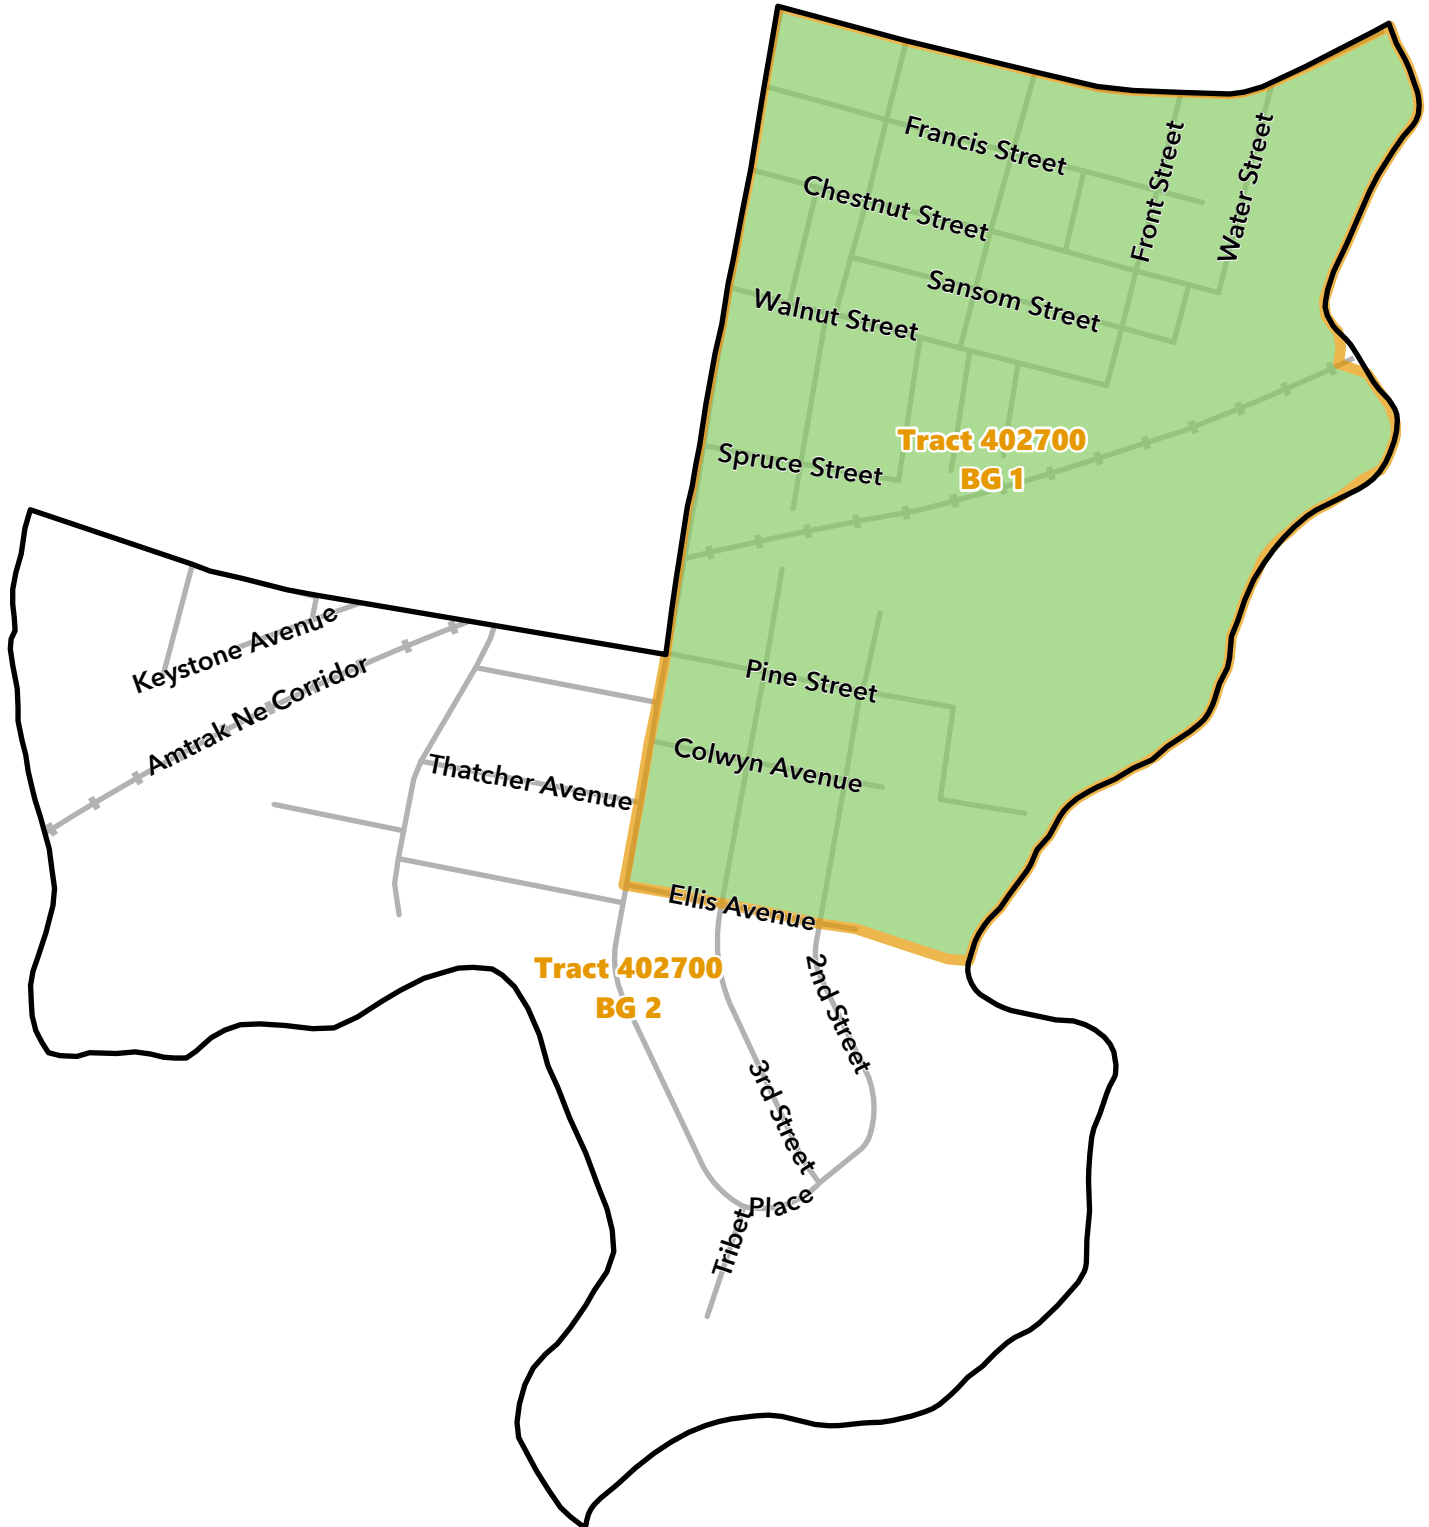 Francis Street
Front Street
Water Street
Chestnut Street
Sansom Street
Walnut Street
Tract 402700
BG 1
Spruce Street
Keystone Avenue
Amtrak Ne Corridor
Pine Street
Colwyn Avenue
Thatcher Avenue
Ellis Avenue
Tract 402700
BG 2
2nd Street
3rd Street
Tribet Place